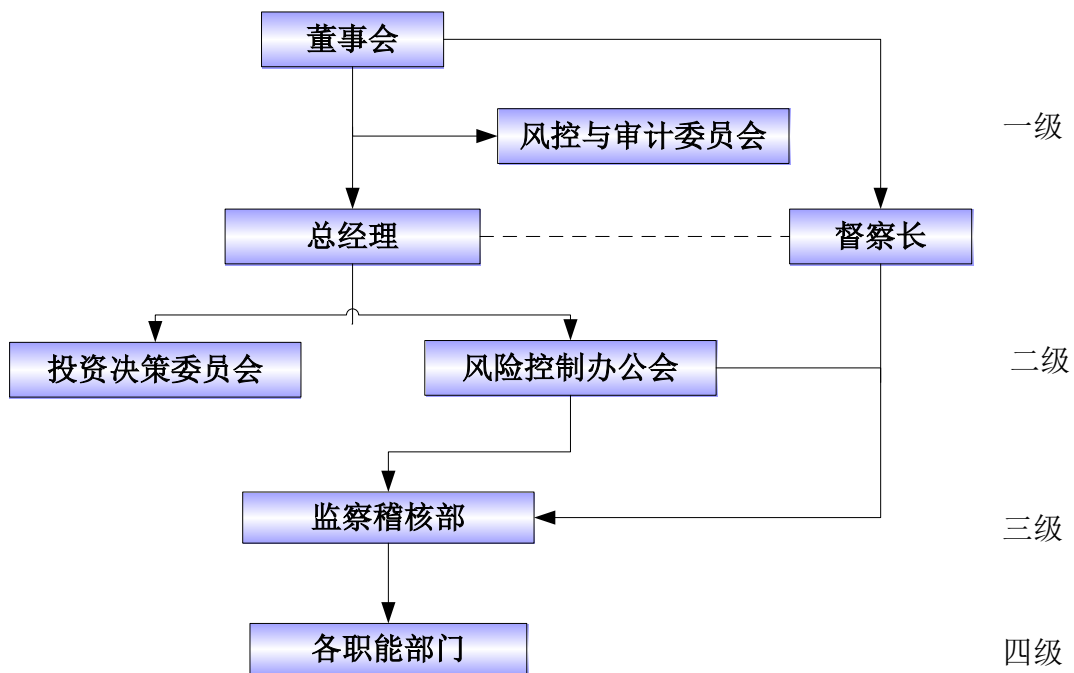 董事会
风控与审计委员会
一级
总经理
督察长
投资决策委员会
风险控制办公会
二级
监察稽核部
三级
各职能部门
四级